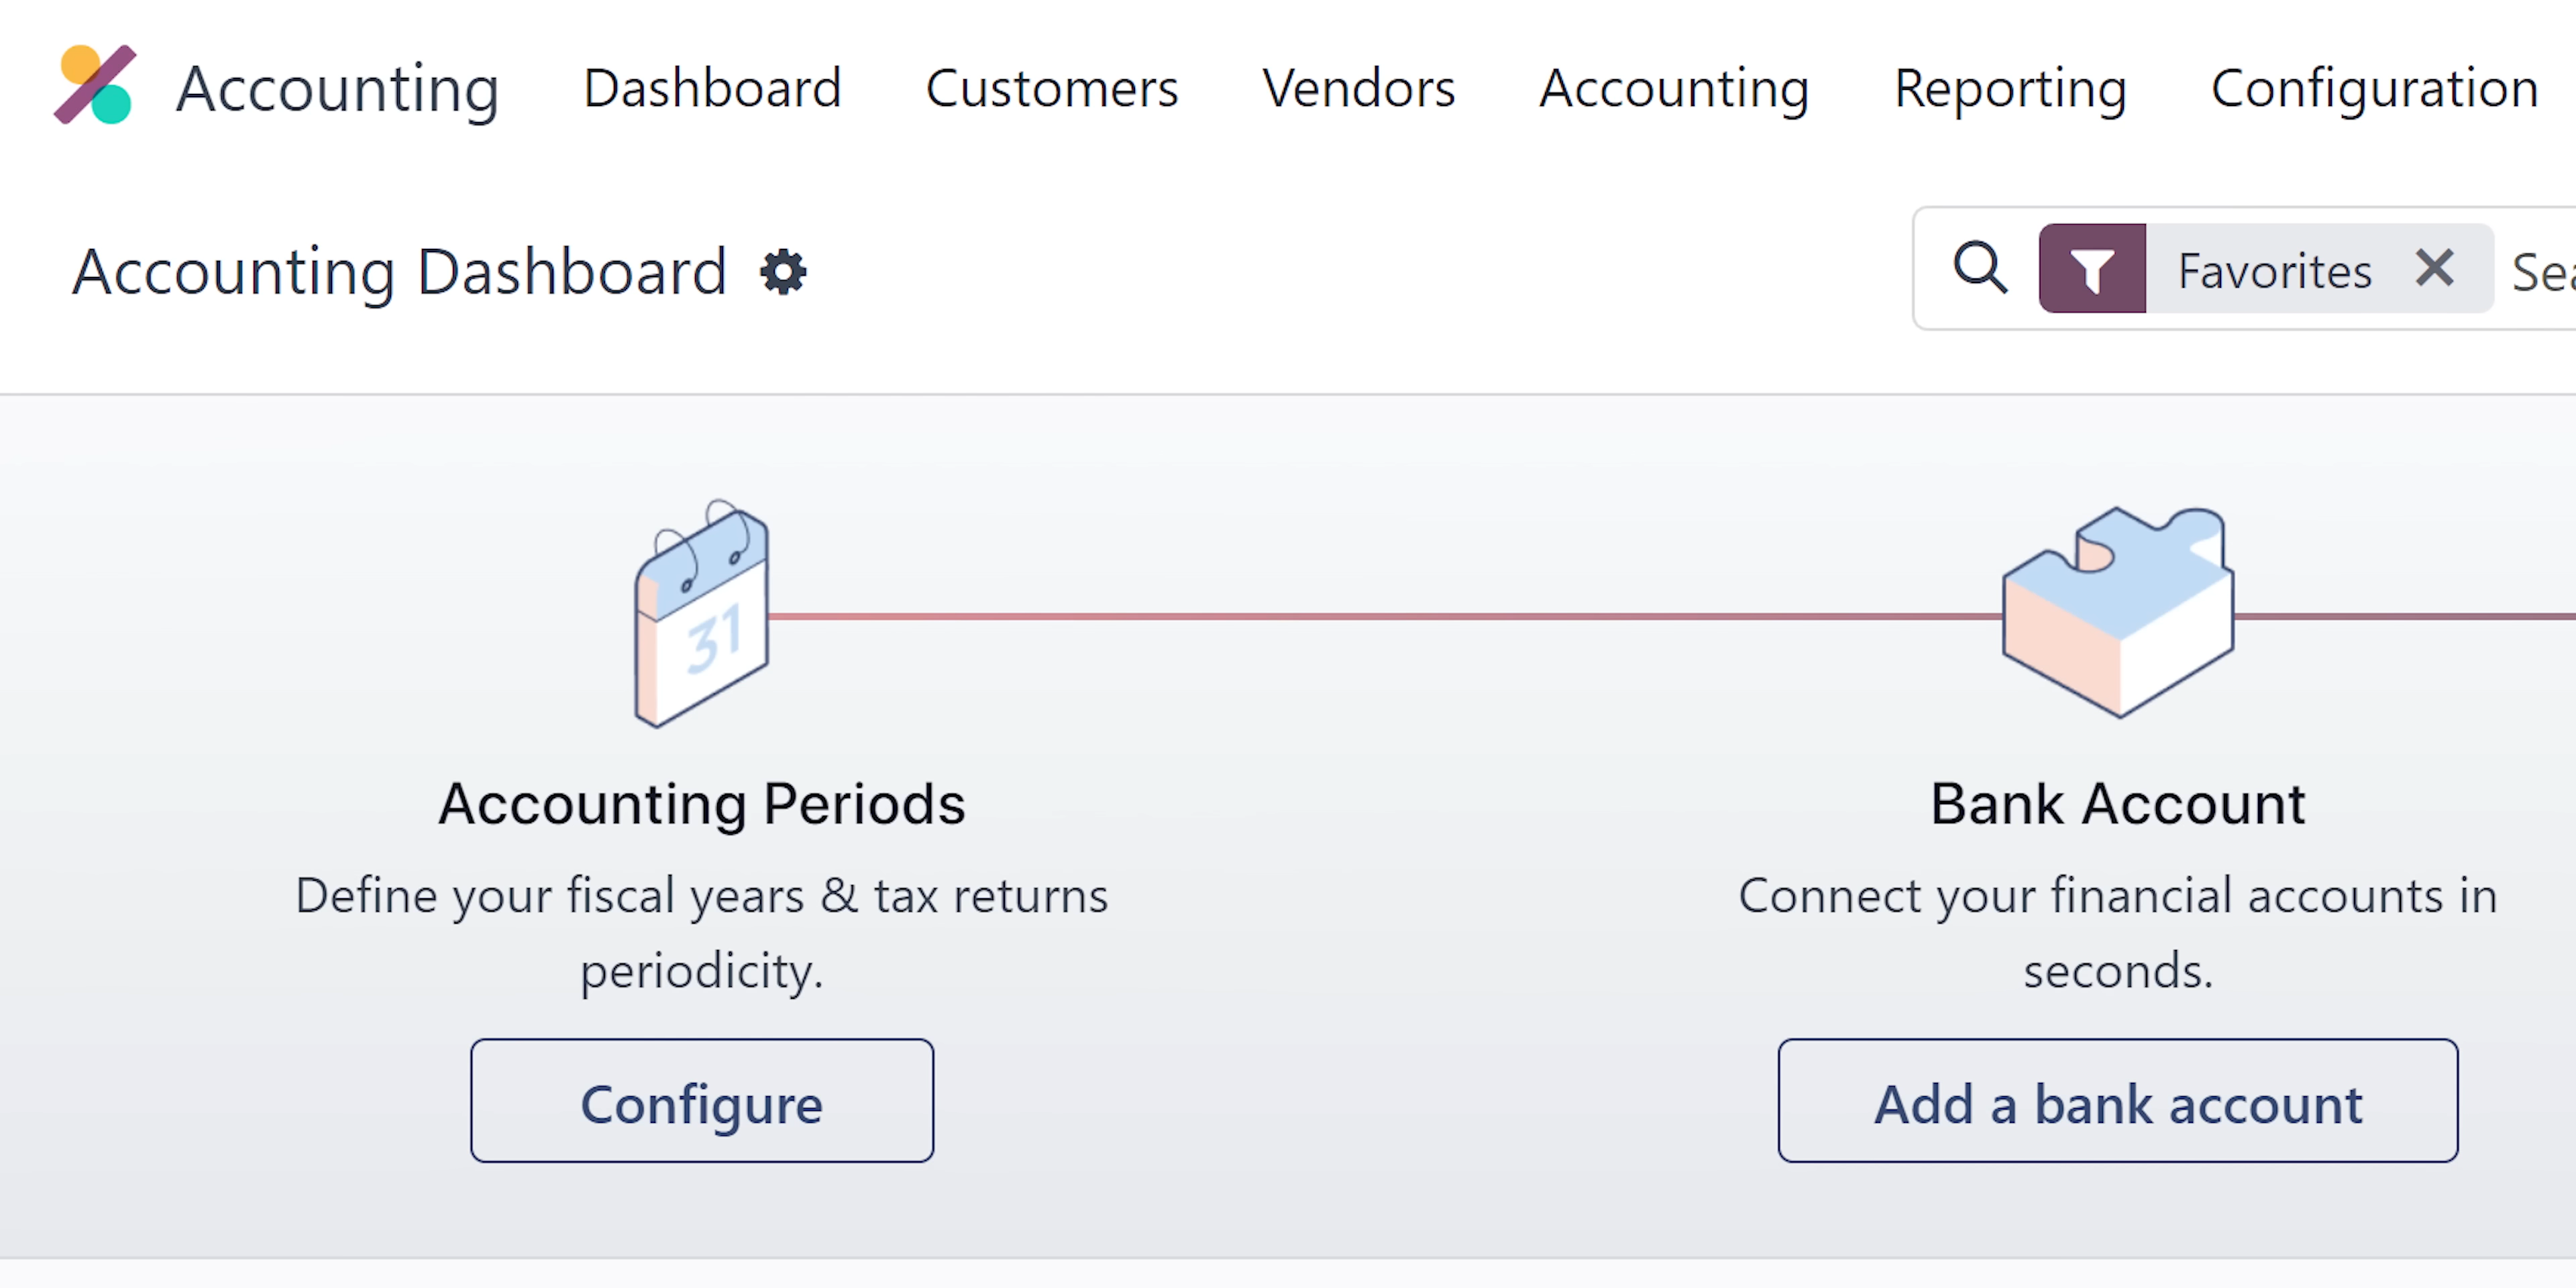 Accounting Dashboard Customers Vendors Accounting Reporting Configuration
Accounting Dashboard
Favorites
31
Accounting Periods
Define your fiscal years & tax returns
periodicity.
Configure
Bank Account
Connect your financial accounts in
seconds.
Add a bank account